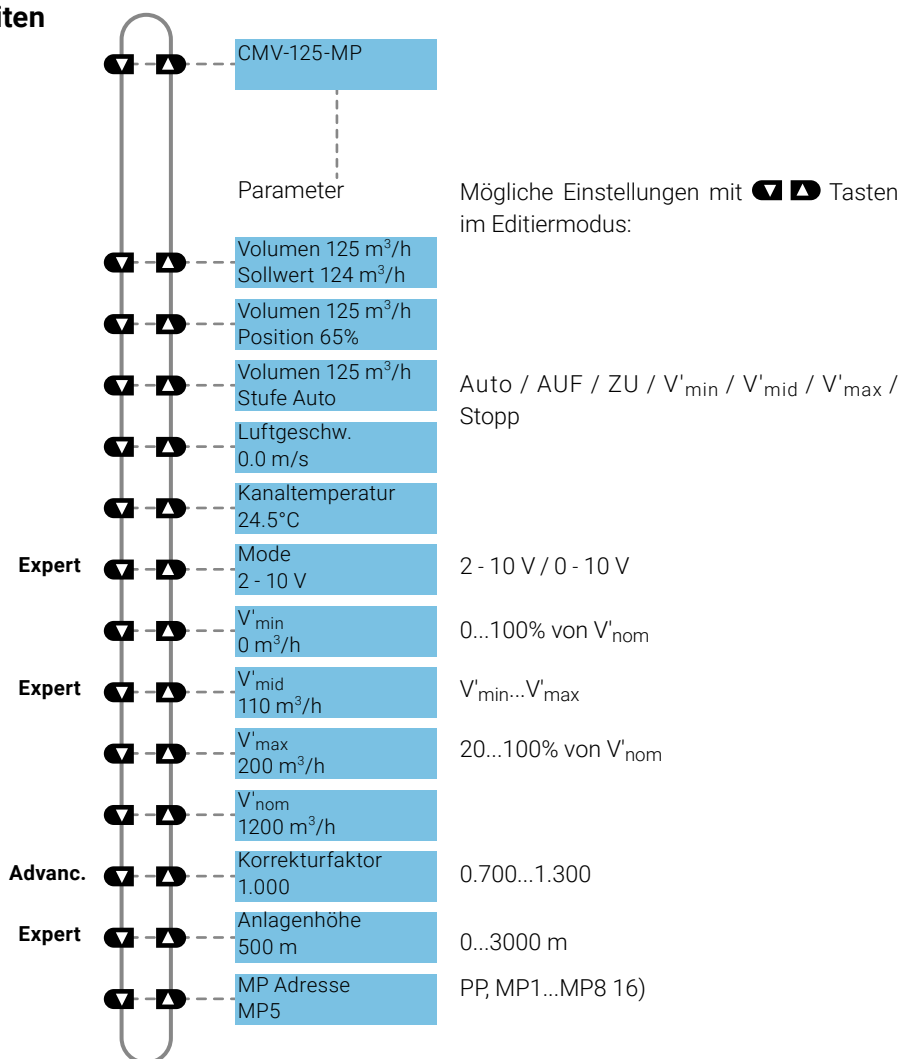 iten
CMV-125-MP
Parameter
Mögliche Einstellungen mit ▼ ▲ Tasten
im Editiermodus:
Volumen 125 m³/h
Sollwert 124 m³/h
Volumen 125 m³/h
Position 65%
Volumen 125 m³/h
Stufe Auto
Auto / AUF / ZU / V'min / V'mid / V'max /
Stopp
Luftgeschw.
0.0 m/s
Kanaltemperatur
24.5°C
Expert
Mode
2 - 10 V
2 - 10 V / 0 - 10 V
V'min
0 m³/h
0...100% von V'nom
Expert
V'mid
110 m³/h
V'min...V'max
V'max
200 m³/h
20...100% von V'nom
V'nom
1200 m³/h
Advanc.
Korrekturfaktor
1.000
0.700...1.300
Expert
Anlagenhöhe
500 m
0...3000 m
MP Adresse
MP5
PP, MP1...MP8 16)